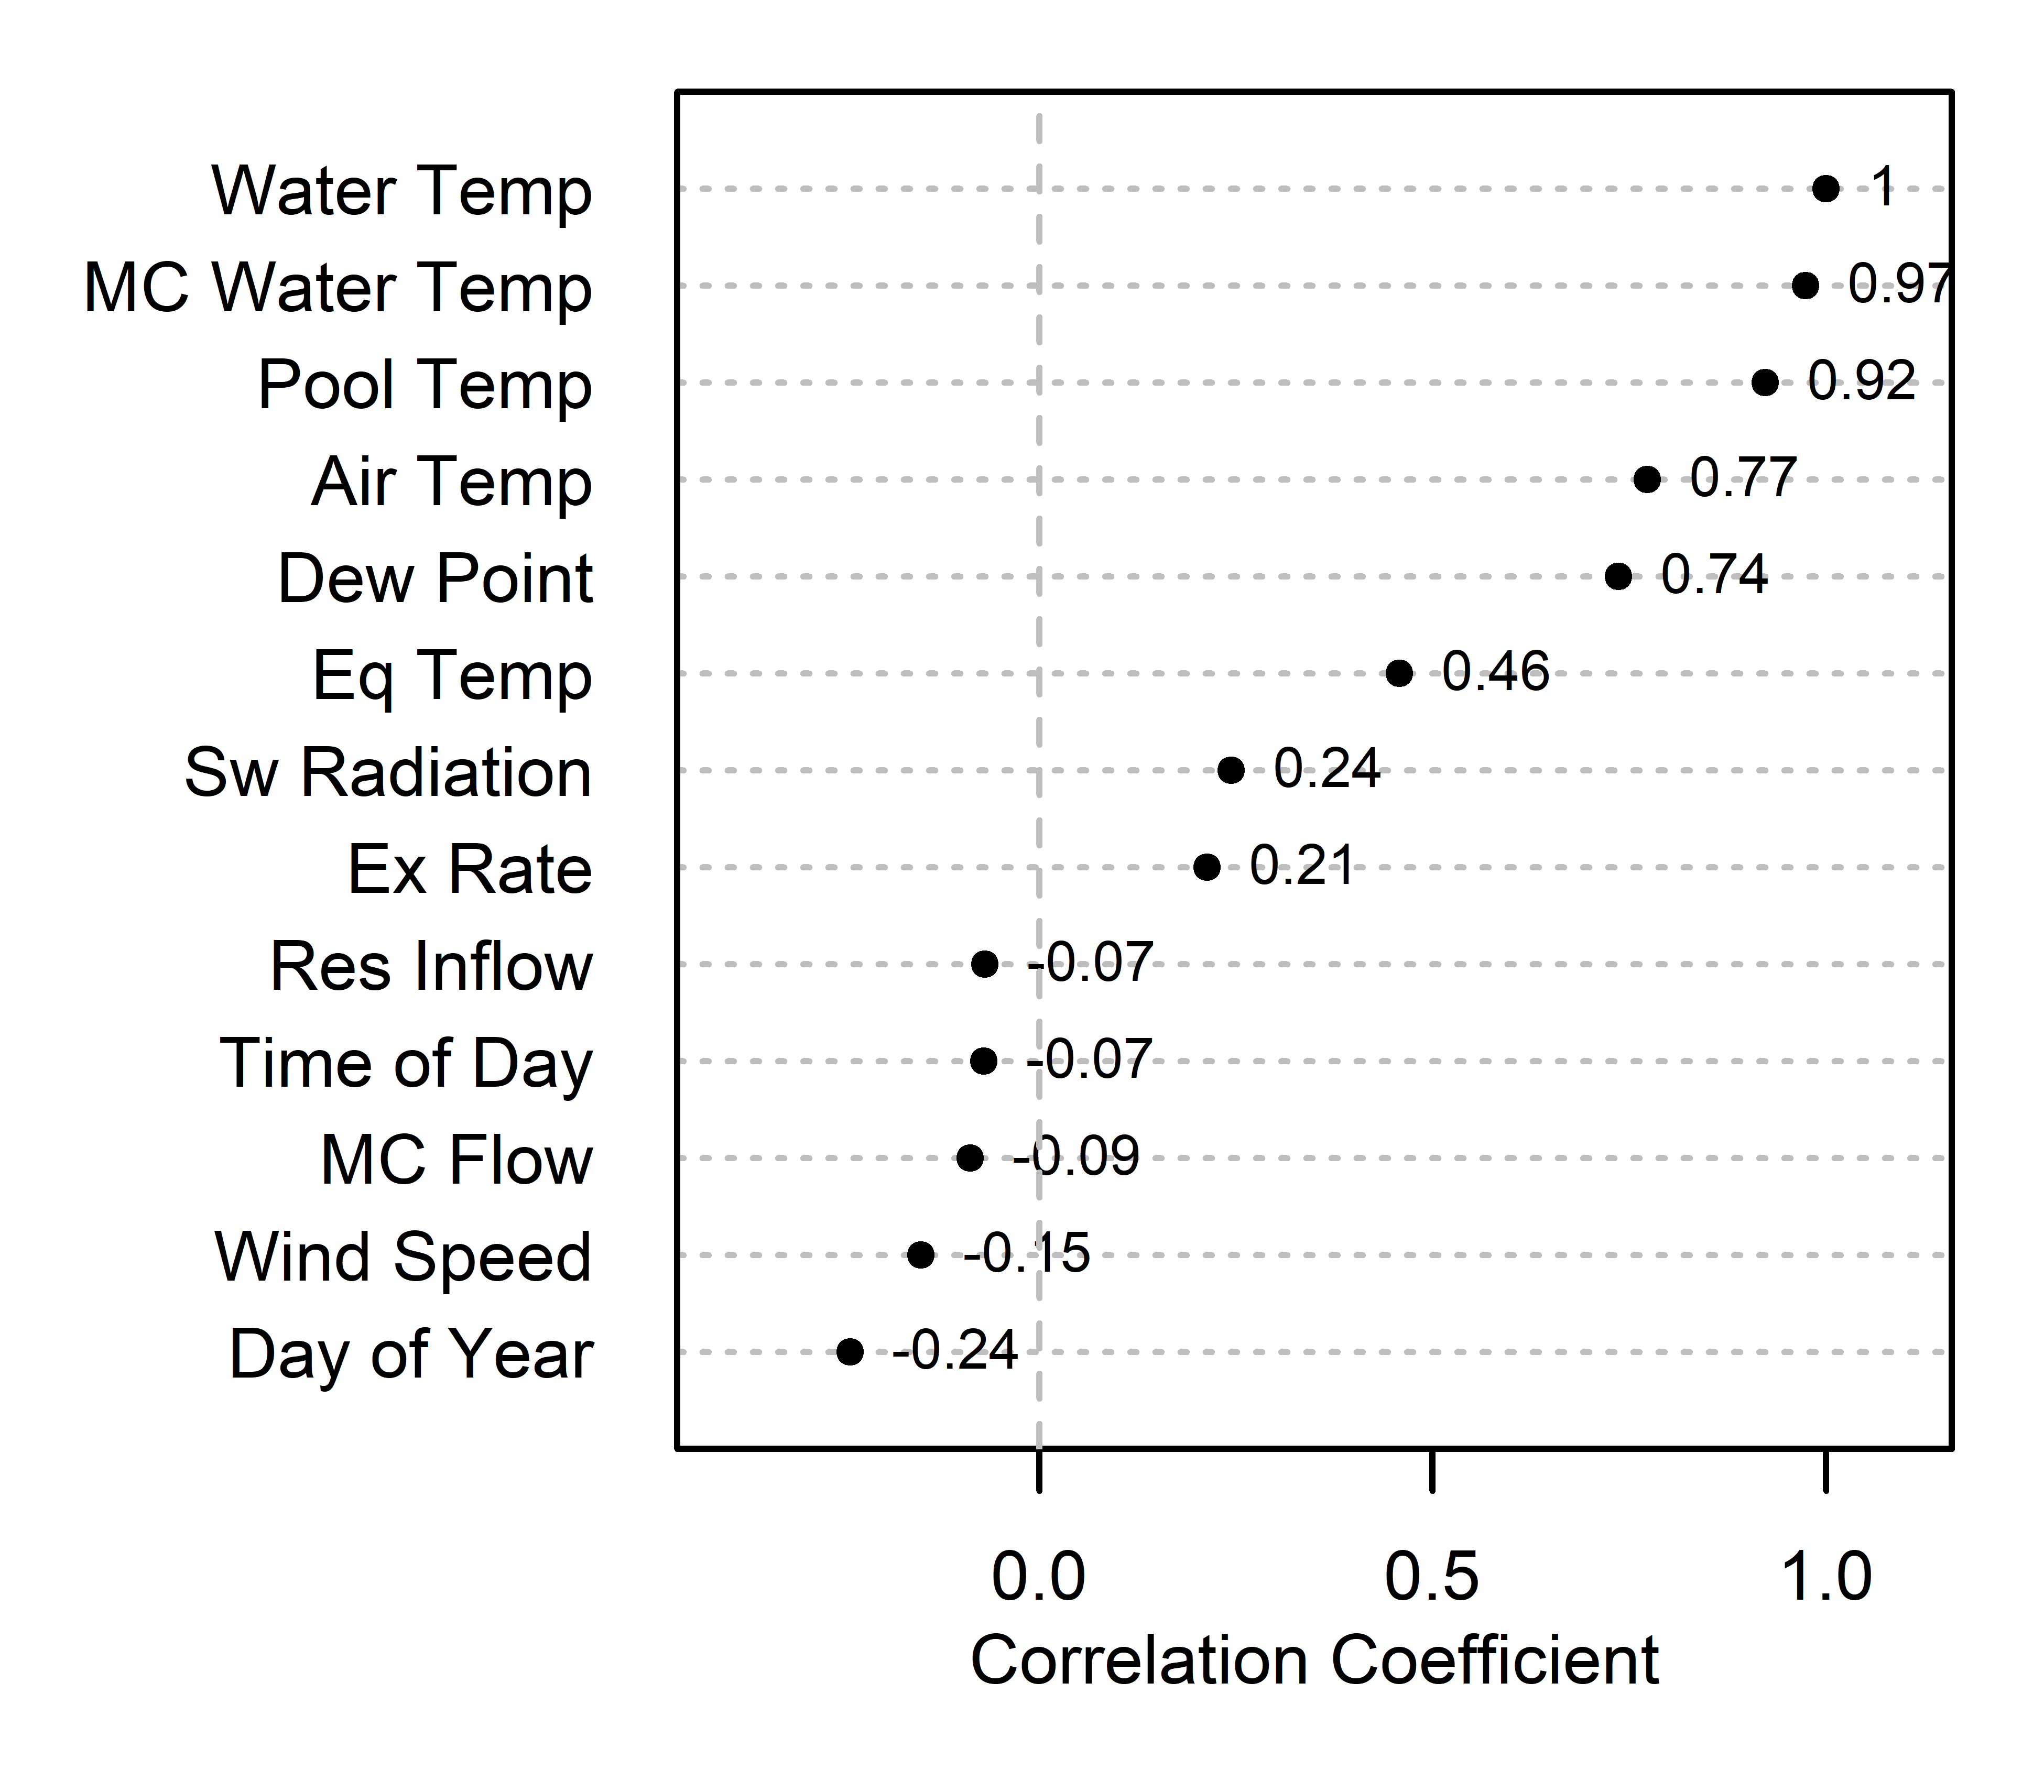 Water Temp 1
MC Water Temp 0.97
Pool Temp 0.92
Air Temp 0.77
Dew Point 0.74
Eq Temp 0.46
Sw Radiation 0.24
Ex Rate 0.21
Res Inflow -0.07
Time of Day -0.07
MC Flow -0.09
Wind Speed -0.15
Day of Year -0.24
0.0 0.5 1.0
Correlation Coefficient